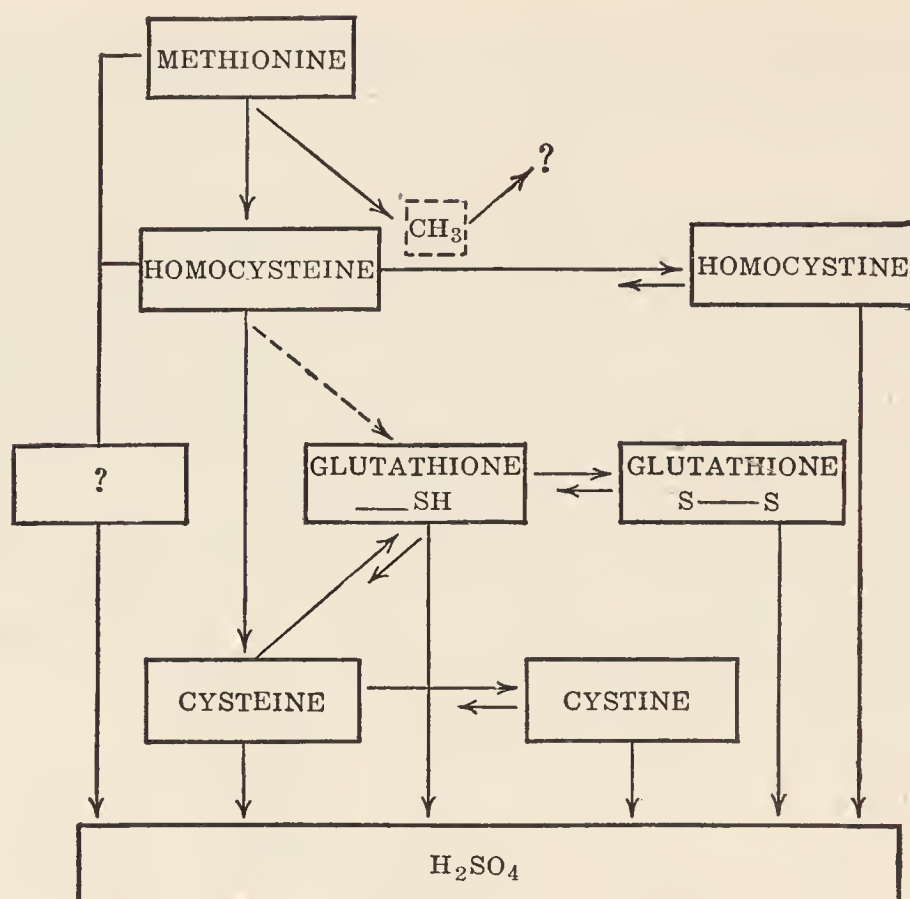 METHIONINE
?
CH₃
HOMOCYSTEINE
HOMOCYSTINE
?
GLUTATHIONE
—SH
GLUTATHIONE
S—S
CYSTEINE
CYSTINE
H₂SO₄